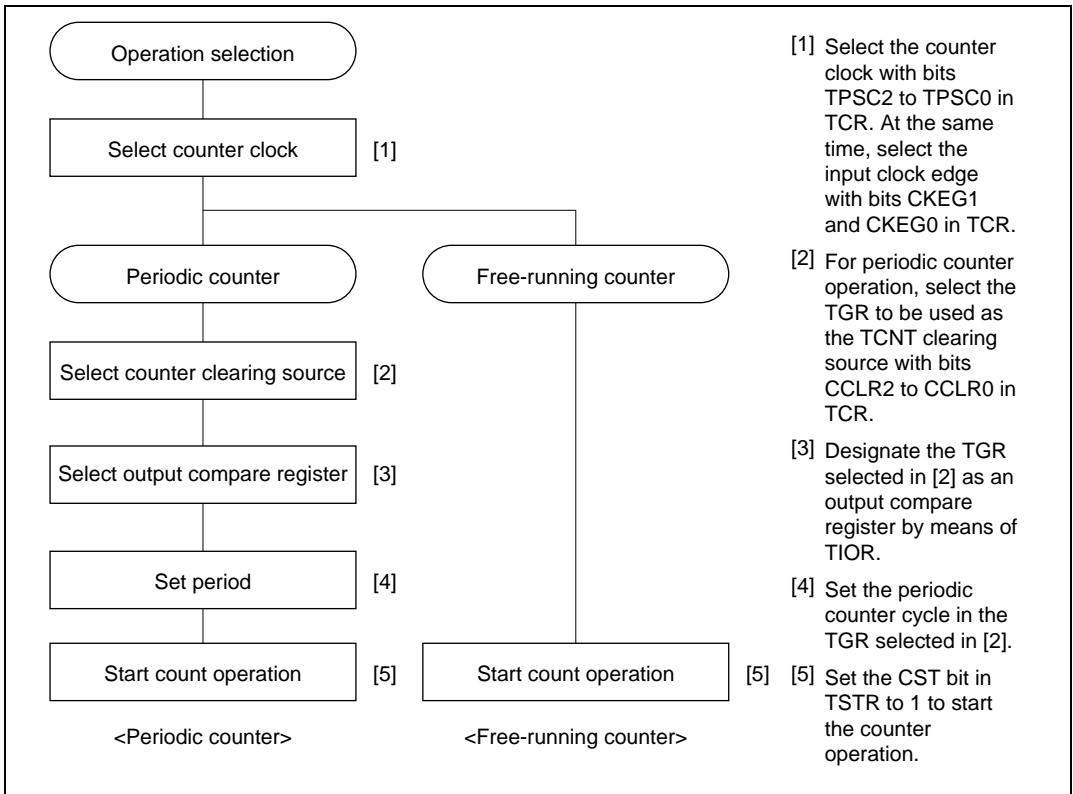 Operation selection
Select counter clock [1]
Periodic counter
Free-running counter
Select counter clearing source [2]
Select output compare register [3]
Set period [4]
Start count operation [5]
Start count operation [5]
<Periodic counter>
<Free-running counter>
[1] Select the counter
clock with bits
TPSC2 to TPSC0 in
TCR. At the same
time, select the
input clock edge
with bits CKEG1
and CKEG0 in TCR.
[2] For periodic counter
operation, select the
TGR to be used as
the TCNT clearing
source with bits
CCLR2 to CCLR0 in
TCR.
[3] Designate the TGR
selected in [2] as an
output compare
register by means of
TIOR.
[4] Set the periodic
counter cycle in the
TGR selected in [2].
[5] Set the CST bit in
TSTR to 1 to start
the counter
operation.